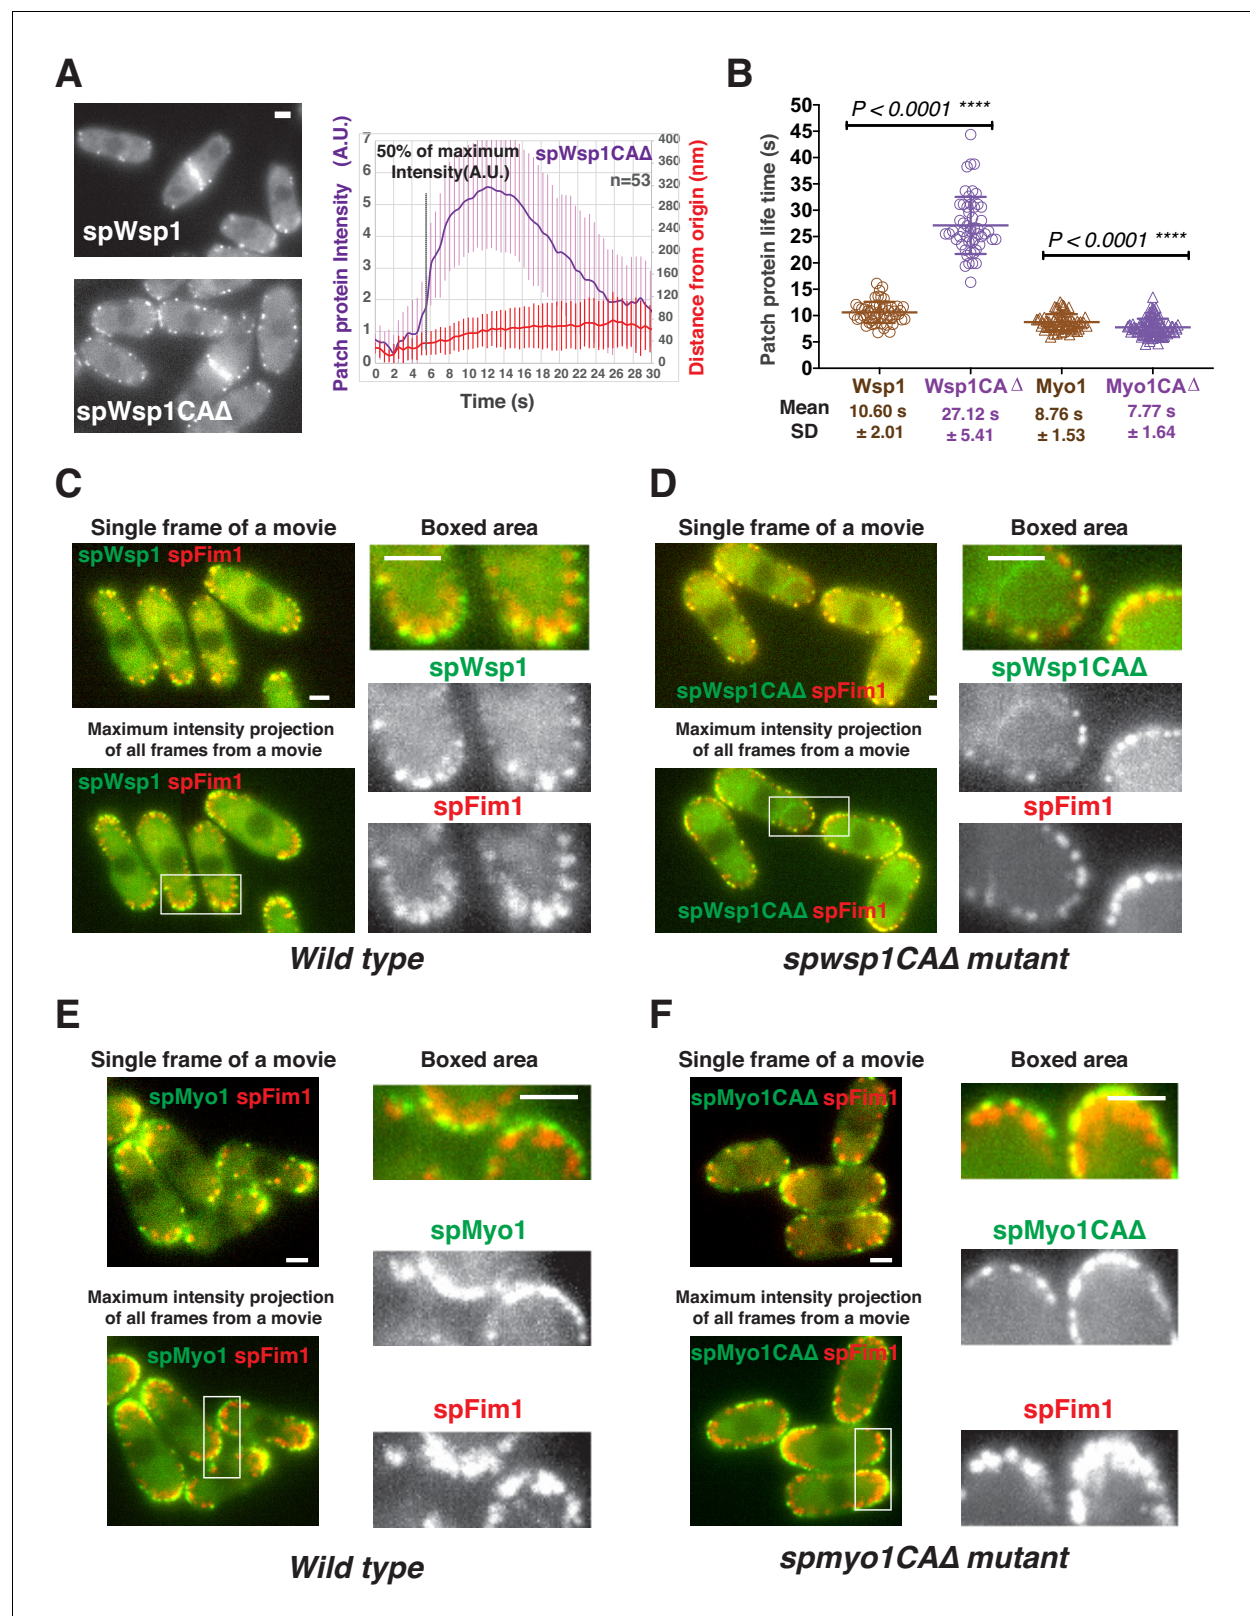 A
spWsp1
spWsp1CAΔ
Patch protein Intensity (A.U.)
7
6
5
4
3
2
1
0
50% of maximum
Intensity(A.U.)
spWsp1CAΔ
n=53
400
360
320
280
240
200
160
120
80
40
0
Distance from origin (nm)
0 2 4 6 8 10 12 14 16 18 20 22 24 26 28 30
Time (s)
B
Patch protein life time (s)
50
45
40
35
30
25
20
15
10
5
0
P < 0.0001 ****
P < 0.0001 ****
Wsp1 Wsp1CAΔ Myo1 Myo1CAΔ
Mean 10.60 s 27.12 s 8.76 s 7.77 s
SD ± 2.01 ± 5.41 ± 1.53 ± 1.64
C
Single frame of a movie
Boxed area
spWsp1 spFim1
spWsp1
Maximum intensity projection
of all frames from a movie
spWsp1 spFim1
spFim1
Wild type
D
Single frame of a movie
Boxed area
spWsp1CAΔ spFim1
spWsp1CAΔ
Maximum intensity projection
of all frames from a movie
spFim1
spWsp1CAΔ spFim1
spwsp1CAΔ mutant
E
Single frame of a movie
Boxed area
spMyo1 spFim1
spMyo1
Maximum intensity projection
of all frames from a movie
spMyo1 spFim1
spFim1
Wild type
F
Single frame of a movie
Boxed area
spMyo1CAΔ spFim1
spMyo1CAΔ
Maximum intensity projection
of all frames from a movie
spMyo1CAΔ spFim1
spFim1
spmyo1CAΔ mutant